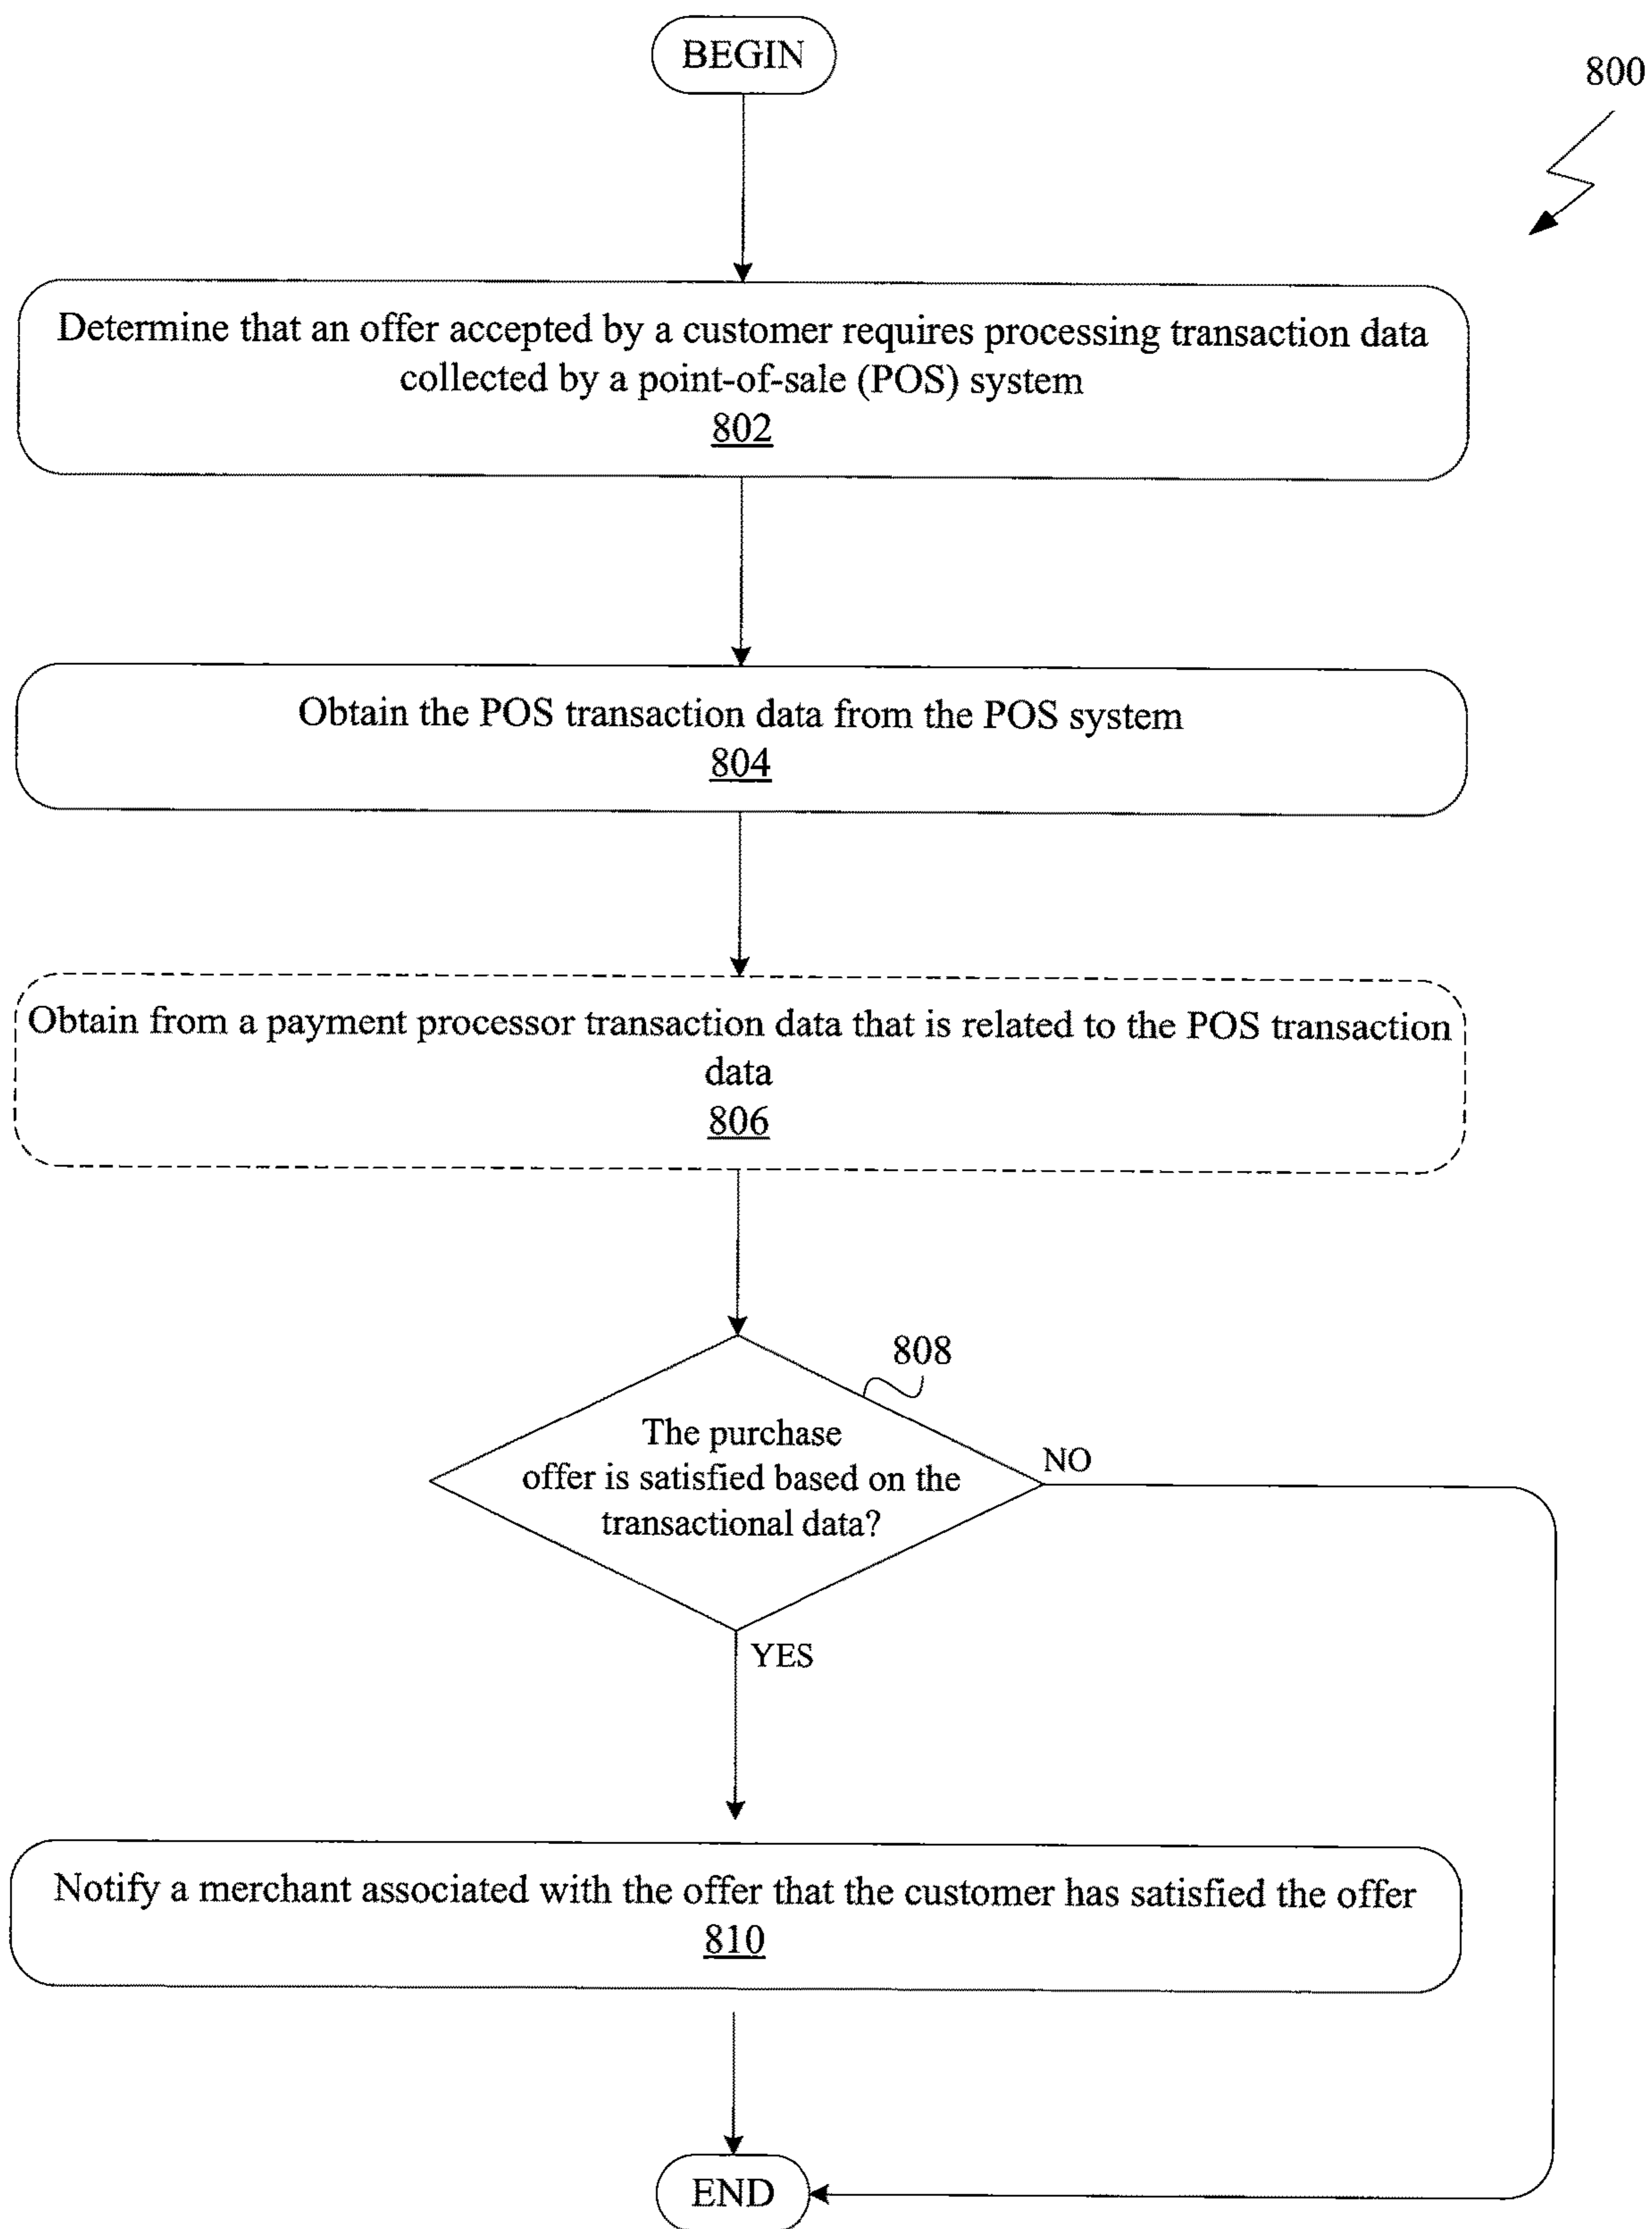 BEGIN
800
Determine that an offer accepted by a customer requires processing transaction data
collected by a point-of-sale (POS) system
802
Obtain the POS transaction data from the POS system
804
Obtain from a payment processor transaction data that is related to the POS transaction
data
806
808
The purchase
offer is satisfied based on the
transactional data?
NO
YES
Notify a merchant associated with the offer that the customer has satisfied the offer
810
END